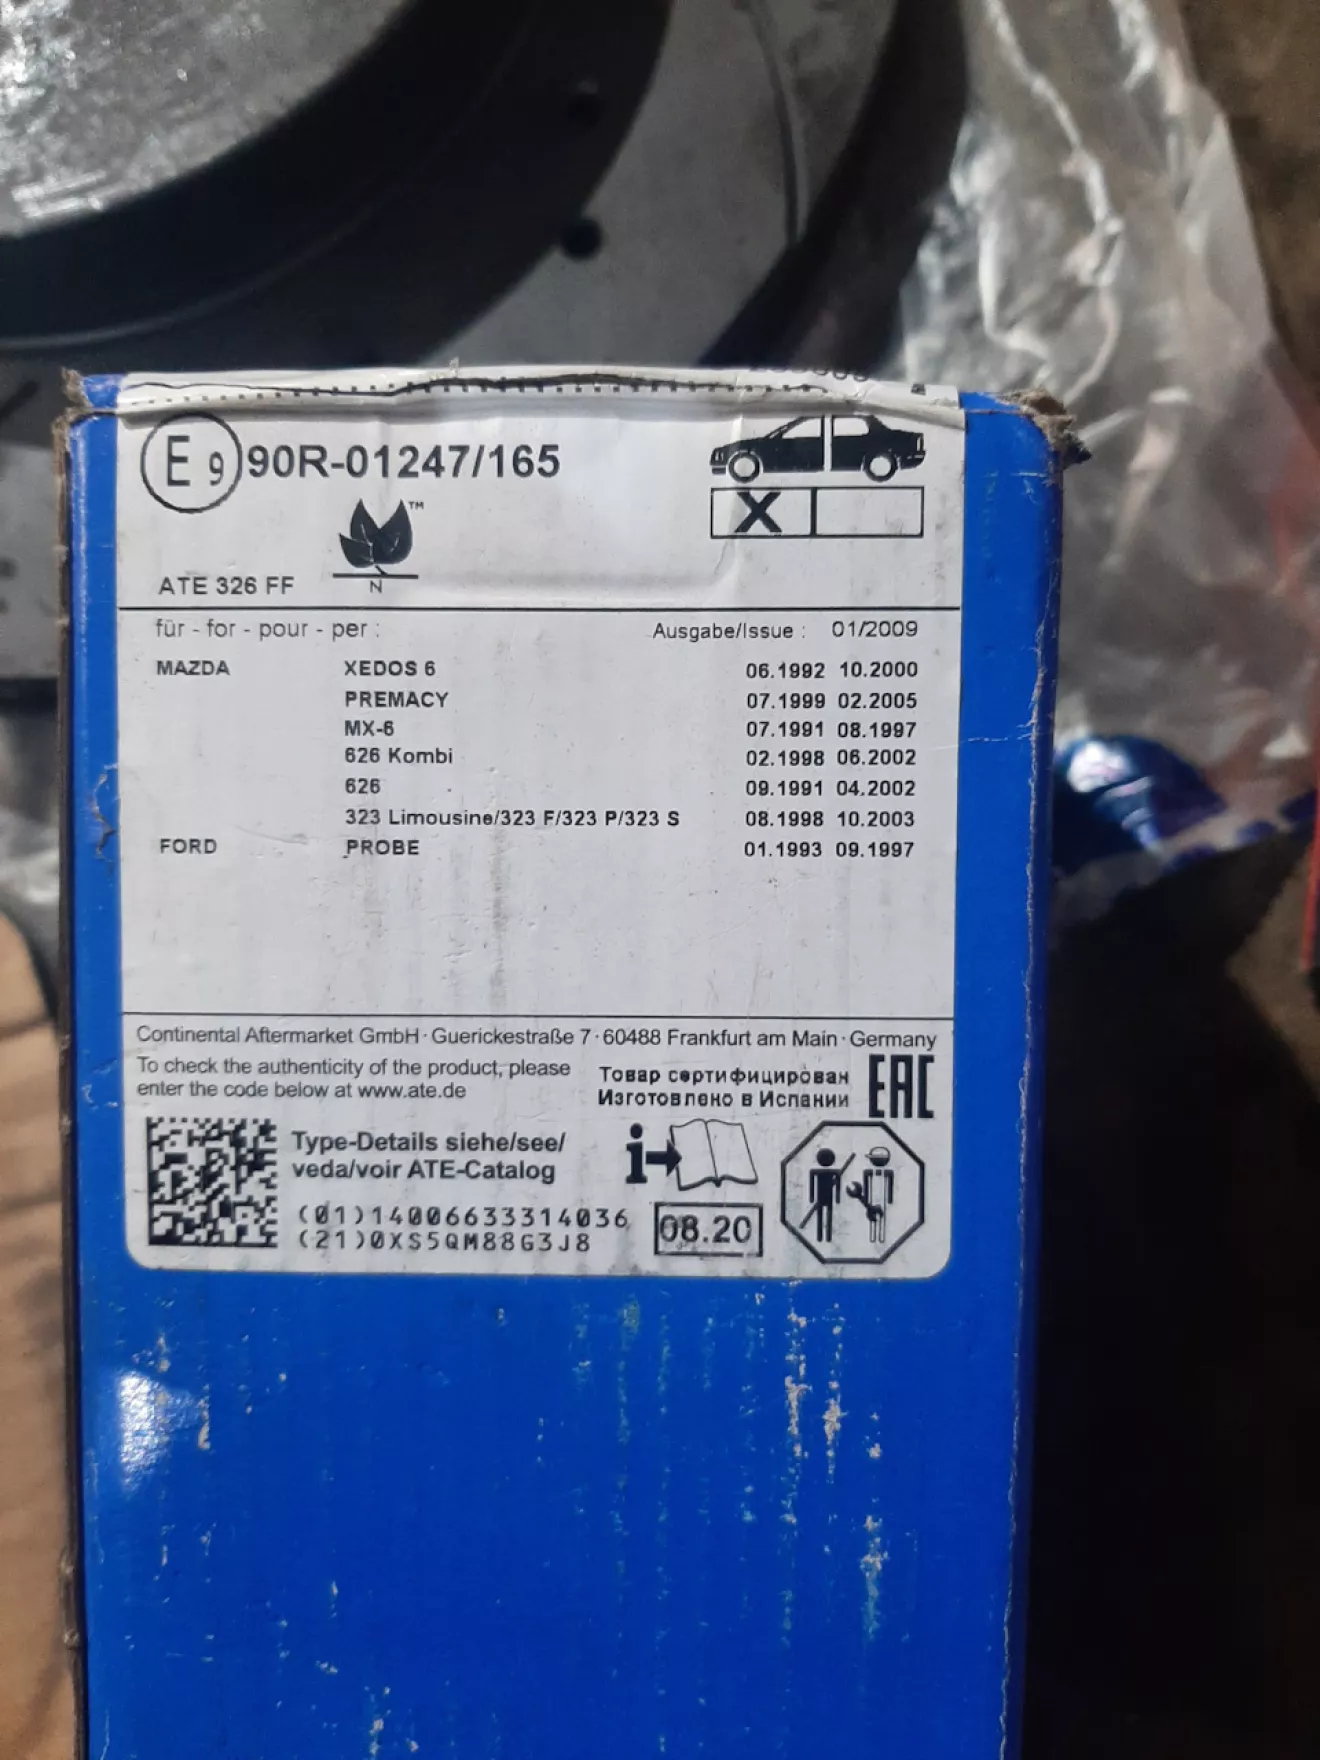 E 9 90R-01247/165
™
X
N
ATE 326 FF
für - for - pour - per :
Ausgabe/Issue : 01/2009
MAZDA XEDOS 6 06.1992 10.2000
PREMACY 07.1999 02.2005
MX-6 07.1991 08.1997
626 Kombi 02.1998 06.2002
626 09.1991 04.2002
323 Limousine/323 F/323 P/323 S 08.1998 10.2003
FORD PROBE 01.1993 09.1997
Continental Aftermarket GmbH · Guerickestraße 7 · 60488 Frankfurt am Main · Germany
To check the authenticity of the product, please
enter the code below at www.ate.de
Товар сертифицирован
Изготовлено в Испании
EAC
Type-Details siehe/see/
veda/voir ATE-Catalog
(01)14006633314036
(21)0XS5QM88G3J8
08.20